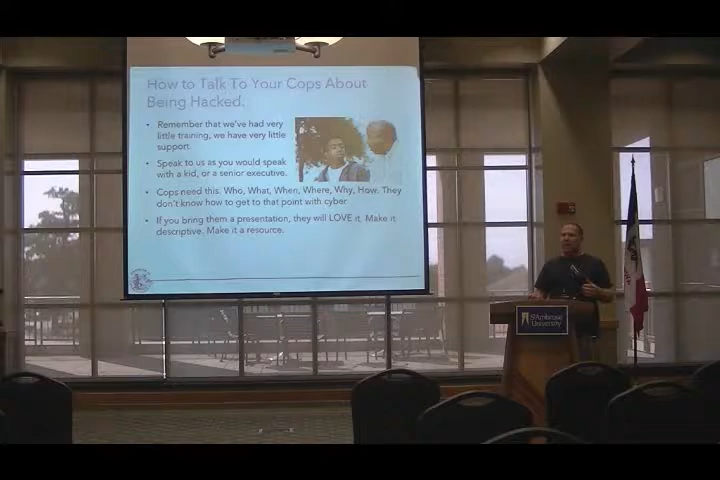 How to Talk To Your Cops About
Being Hacked.
• Remember that we've had very
little training, we have very little
support.
• Speak to us as you would speak
with a kid, or a senior executive.
• Cops need this. Who, What, When, Where, Why, How. They
don't know how to get to that point with cyber.
• If you bring them a presentation, they will LOVE it. Make it
descriptive. Make it a resource.
St. Ambrose
University